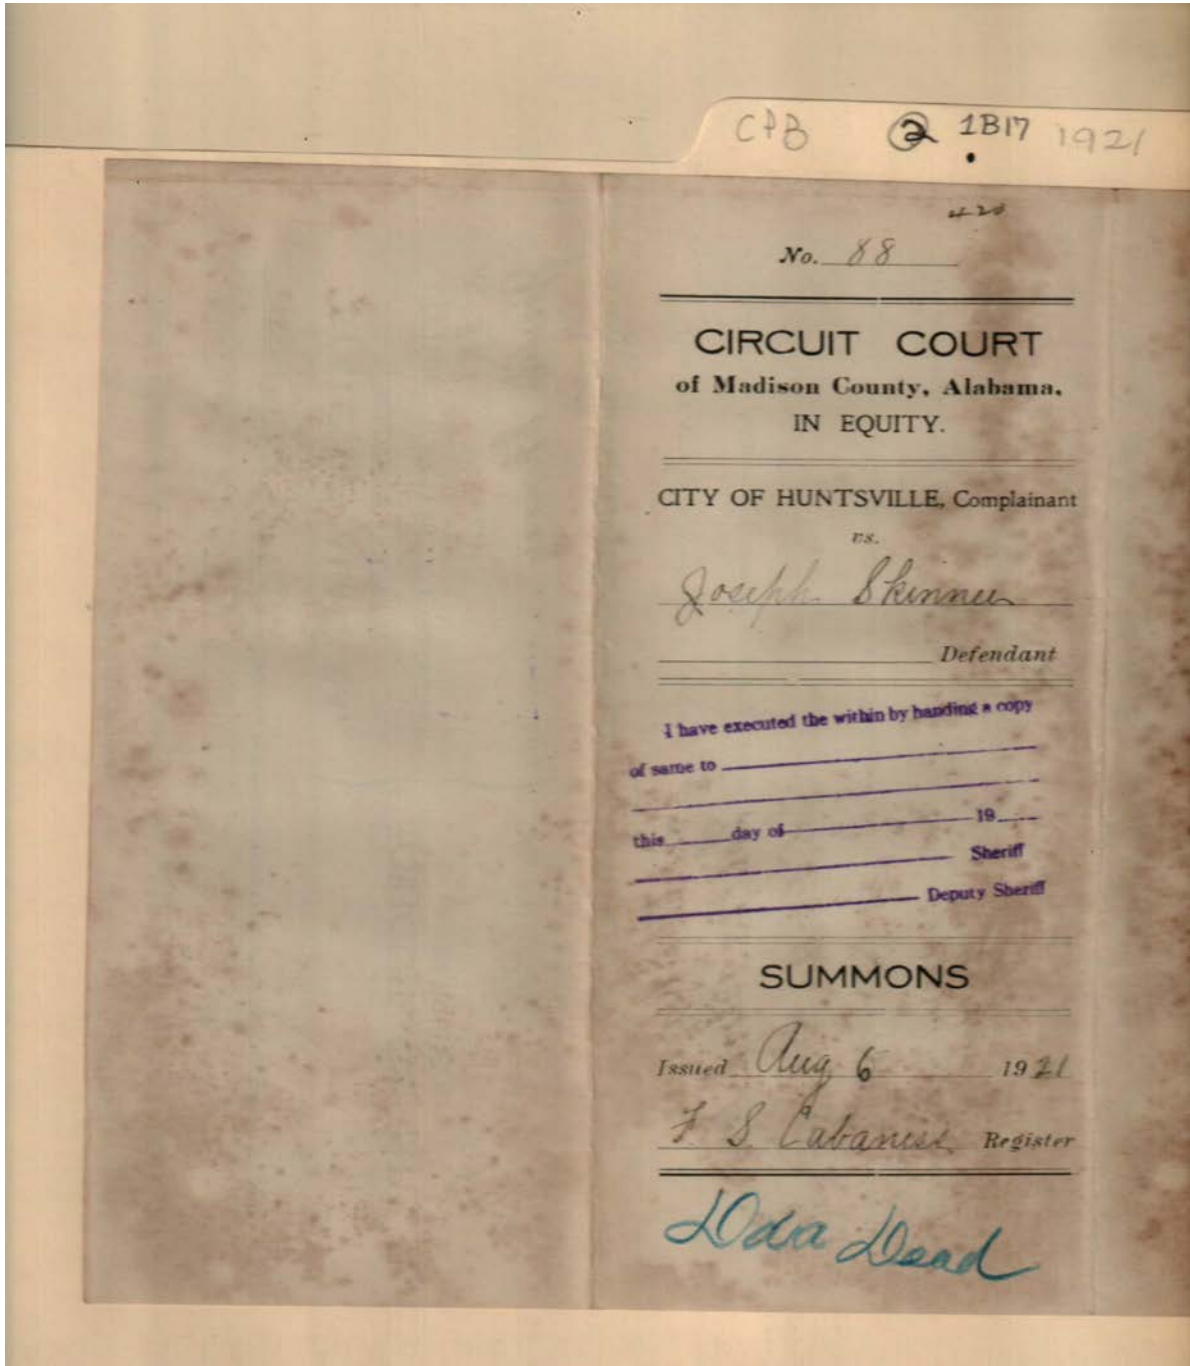 CPB ② 1B17 1921
420
No. 88
CIRCUIT COURT
of Madison County, Alabama,
IN EQUITY.
CITY OF HUNTSVILLE, Complainant
vs.
Joseph Skinner
Defendant
I have executed the within by handing a copy
of same to
this day of 19
Sheriff
Deputy Sheriff
SUMMONS
Issued Aug 6 1921
F S Cabaniss Register
Dead